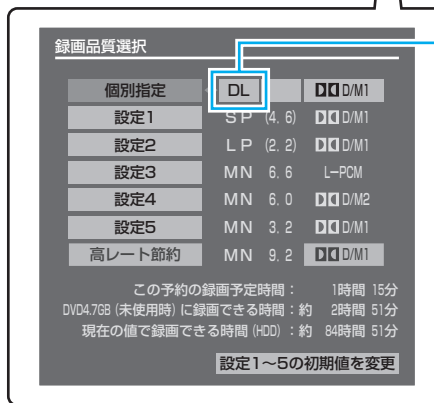 録画品質選択
個別指定 DL DD D/M1
設定1 SP (4. 6) DD D/M1
設定2 LP (2. 2) DD D/M1
設定3 MN 6. 6 L-PCM
設定4 MN 6. 0 DD D/M2
設定5 MN 3. 2 DD D/M1
高レート節約 MN 9. 2 DD D/M1
この予約の録画予定時間: 1時間 15分
DVD4.7GB (未使用時) に録画できる時間:約 2時間 51分
現在の値で録画できる時間 (HDD) :約 84時間 51分
設定1~5の初期値を変更